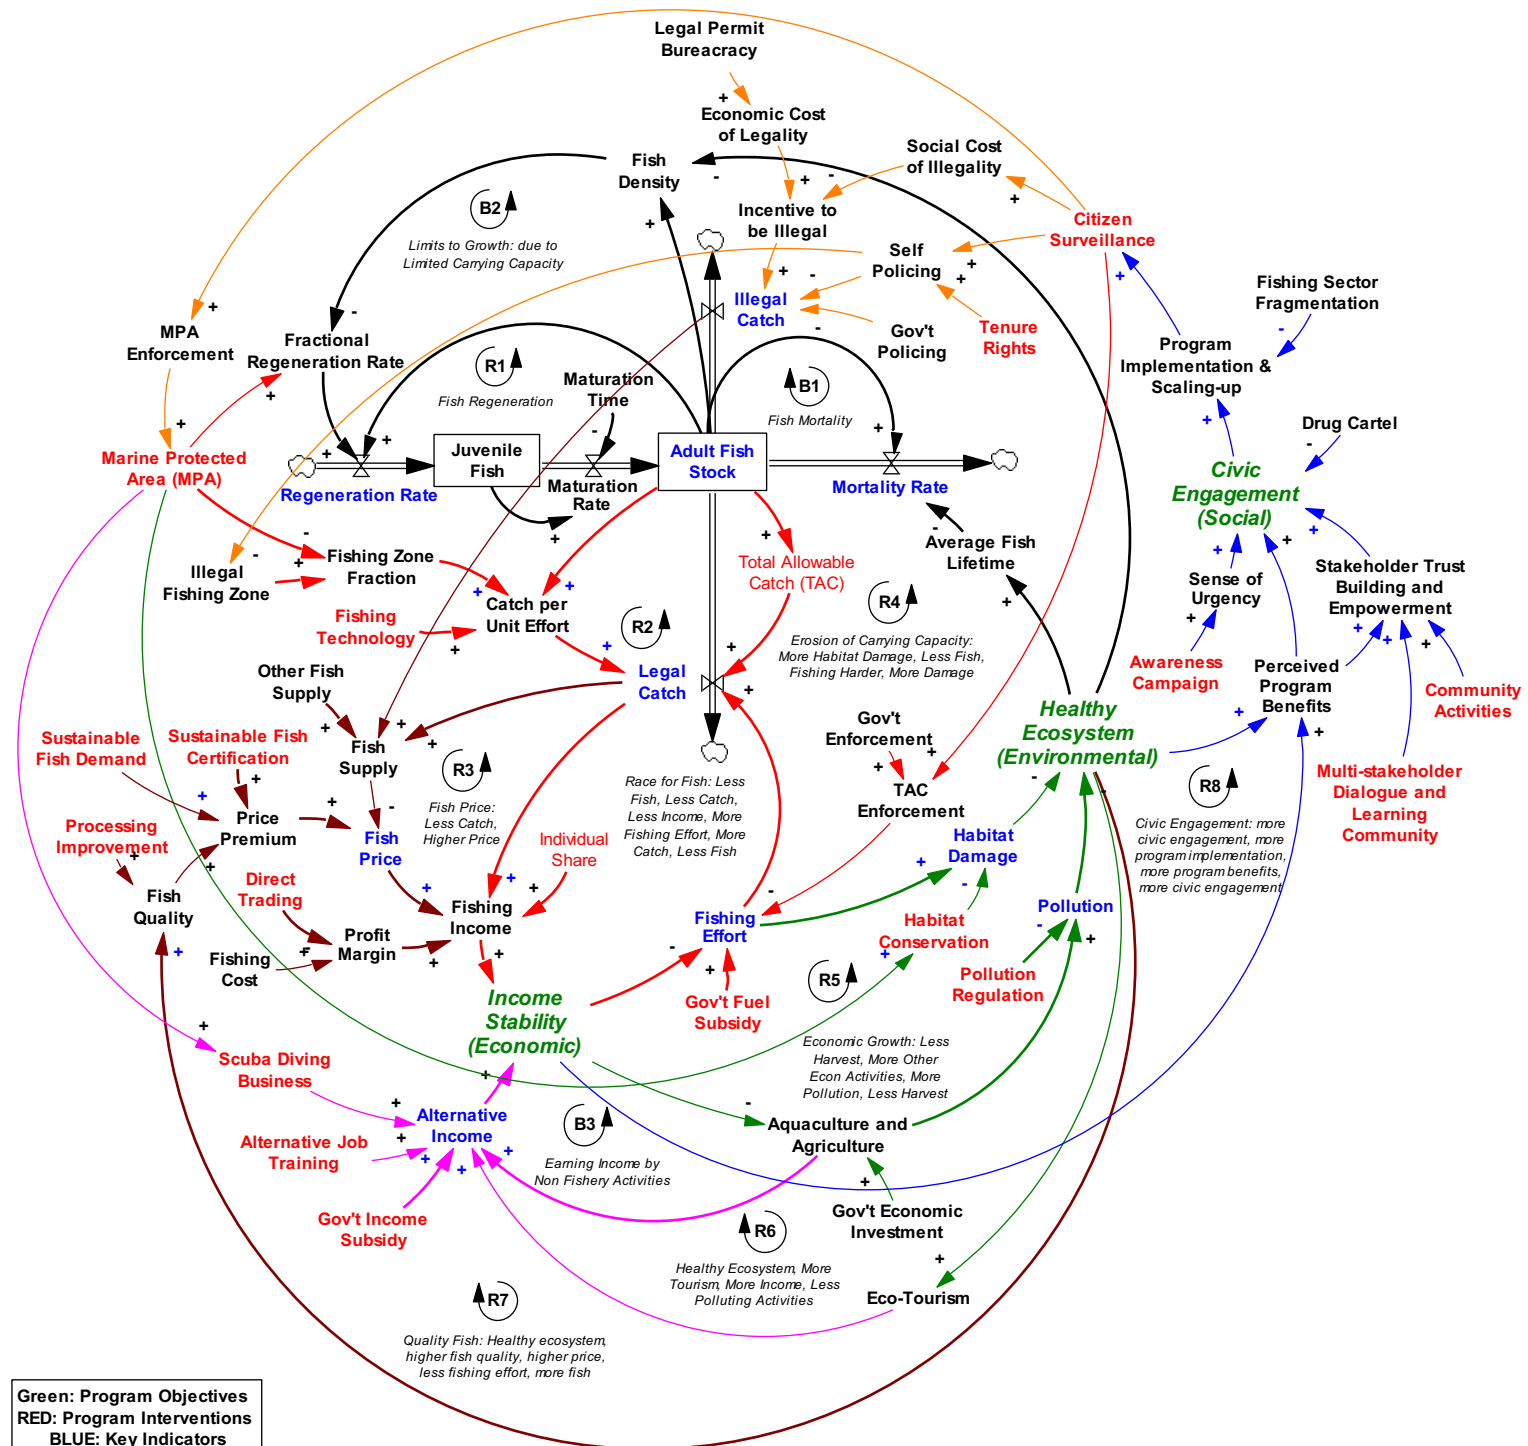 Legal Permit
Bureacracy
+
Economic Cost
of Legality
Social Cost
of Illegality
Fish
Density
-
+
-
+
B2
Incentive to
be Illegal
Citizen
Surveillance
+
Limits to Growth: due to
Limited Carrying Capacity
Self
Policing
+
+
+
-
Illegal
Catch
+
Fishing Sector
Fragmentation
+
MPA
Enforcement
-
Fractional
Regeneration Rate
-
Gov't
Policing
Tenure
Rights
-
Program
Implementation &
Scaling-up
R1
Maturation
Time
B1
+
Fish Regeneration
Fish Mortality
+
+
Drug Cartel
+
+
-
+
-
Marine Protected
Area (MPA)
Juvenile
Fish
Adult Fish
Stock
Civic
Engagement
(Social)
Regeneration Rate
Maturation
Rate
Mortality Rate
-
+
+
-
+
+
+
-
Average Fish
Lifetime
+
Fishing Zone
Fraction
Total Allowable
Catch (TAC)
Illegal
Fishing Zone
Sense of
Urgency
Stakeholder Trust
Building and
Empowerment
+
+
+
Catch per
Unit Effort
R4
+
Fishing
Technology
+
R2
Erosion of Carrying Capacity:
More Habitat Damage, Less Fish,
Fishing Harder, More Damage
+
+
+
+
+
Other Fish
Supply
Legal
Catch
+
Awareness
Campaign
Perceived
Program
Benefits
Community
Activities
+
Sustainable
Fish Demand
Sustainable Fish
Certification
+
+
+
Fish
Supply
R3
Gov't
Enforcement
+
+
Healthy
Ecosystem
(Environmental)
+
+
+
+
Race for Fish: Less
Fish, Less Catch,
Less Income, More
Fishing Effort, More
Catch, Less Fish
-
-
R8
Multi-stakeholder
Dialogue and
Learning
Community
+
+
-
Fish Price:
Less Catch,
Higher Price
TAC
Enforcement
Processing
Improvement
Price
Premium
Fish
Price
Individual
Share
Habitat
Damage
Civic Engagement: more
civic engagement, more
program implementation,
more program benefits,
more civic engagement
+
+
+
Direct
Trading
+
+
+
-
-
Fish
Quality
Fishing
Income
Fishing
Effort
Habitat
Conservation
Pollution
+
Profit
Margin
-
+
+
-
+
Fishing
Cost
+
-
+
+
R5
Pollution
Regulation
Income
Stability
(Economic)
Gov't Fuel
Subsidy
+
Scuba Diving
Business
Economic Growth: Less
Harvest, More Other
Econ Activities, More
Pollution, Less Harvest
+
+
-
Alternative
Income
B3
Aquaculture and
Agriculture
+
Alternative Job
Training
+
+
+
Earning Income by
Non Fishery Activities
+
Gov't Income
Subsidy
R6
Gov't Economic
Investment
+
Healthy Ecosystem, More
Tourism, More Income, Less
Polluting Activities
R7
Eco-Tourism
Quality Fish: Healthy ecosystem,
higher fish quality, higher price,
less fishing effort, more fish
Green: Program Objectives
RED: Program Interventions
BLUE: Key Indicators